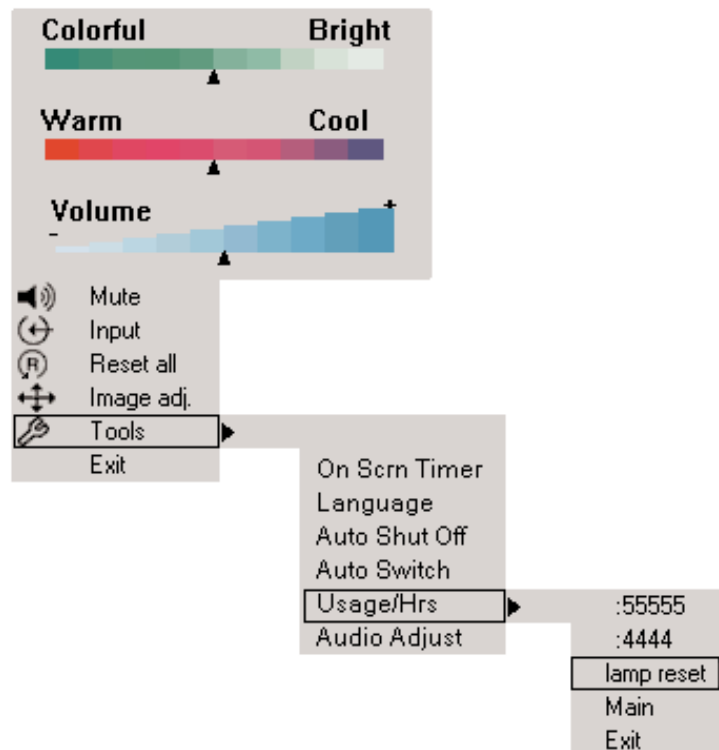 Colorful Bright
Warm Cool
Volume
- +
Mute
Input
R Reset all
Image adj.
Tools
Exit
On Scrn Timer
Language
Auto Shut Off
Auto Switch
Usage/Hrs
Audio Adjust
:55555
:4444
lamp reset
Main
Exit